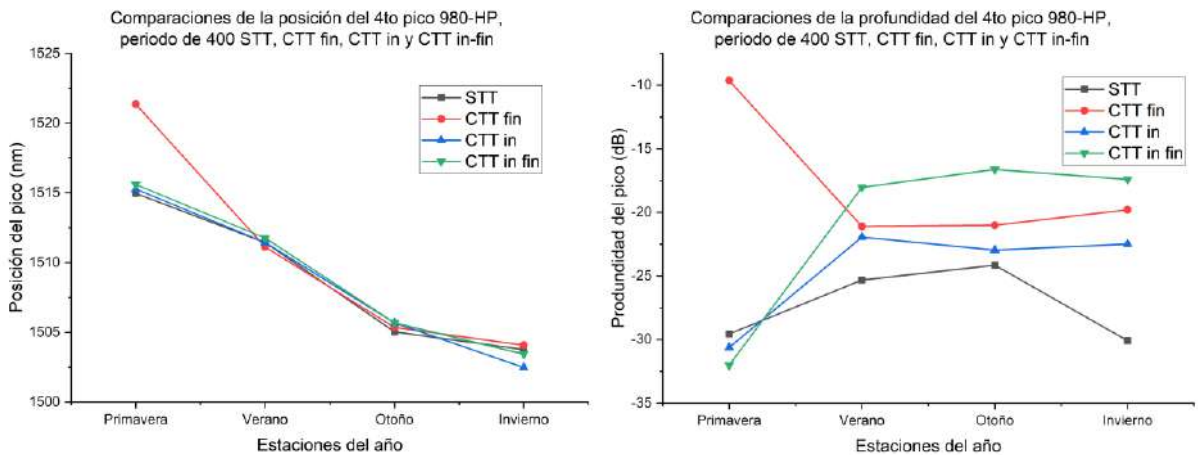 Comparaciones de la posición del 4to pico 980-HP,
periodo de 400 STT, CTT fin, CTT in y CTT in-fin
1525
1520
1515
1510
1505
1500
Posición del pico (nm)
STT
CTT fin
CTT in
CTT in fin
Primavera
Verano
Otoño
Invierno
Estaciones del año
Comparaciones de la profundidad del 4to pico 980-HP,
periodo de 400 STT, CTT fin, CTT in y CTT in-fin
-10
-15
-20
-25
-30
-35
Produndidad del pico (dB)
STT
CTT fin
CTT in
CTT in fin
Primavera
Verano
Otoño
Invierno
Estaciones del año